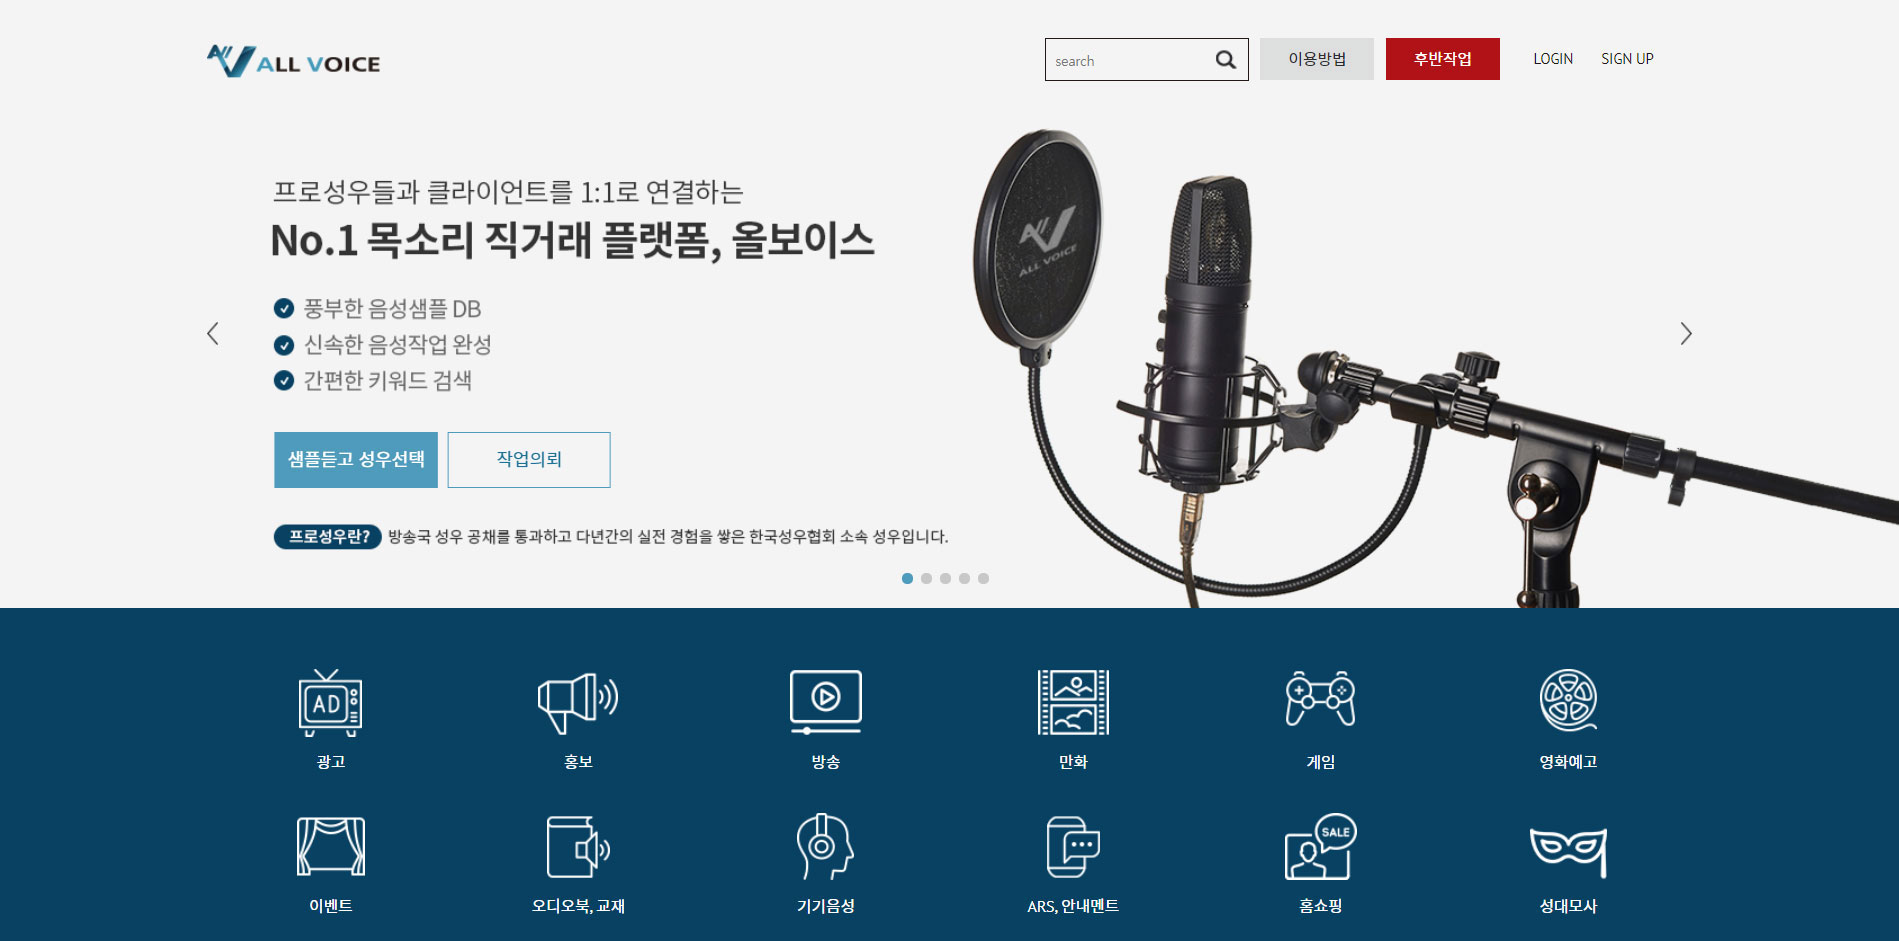 ALL VOICE
search
이용방법
후반작업
LOGIN
SIGN UP
프로성우들과 클라이언트를 1:1로 연결하는
No.1 목소리 직거래 플랫폼, 올보이스
풍부한 음성샘플 DB
신속한 음성작업 완성
간편한 키워드 검색
샘플듣고 성우선택
작업의뢰
프로성우란? 방송국 성우 공채를 통과하고 다년간의 실전 경험을 쌓은 한국성우협회 소속 성우입니다.
ALL VOICE
AD
광고
홍보
방송
만화
게임
영화예고
이벤트
오디오북, 교재
기기음성
ARS, 안내멘트
SALE
홈쇼핑
성대모사